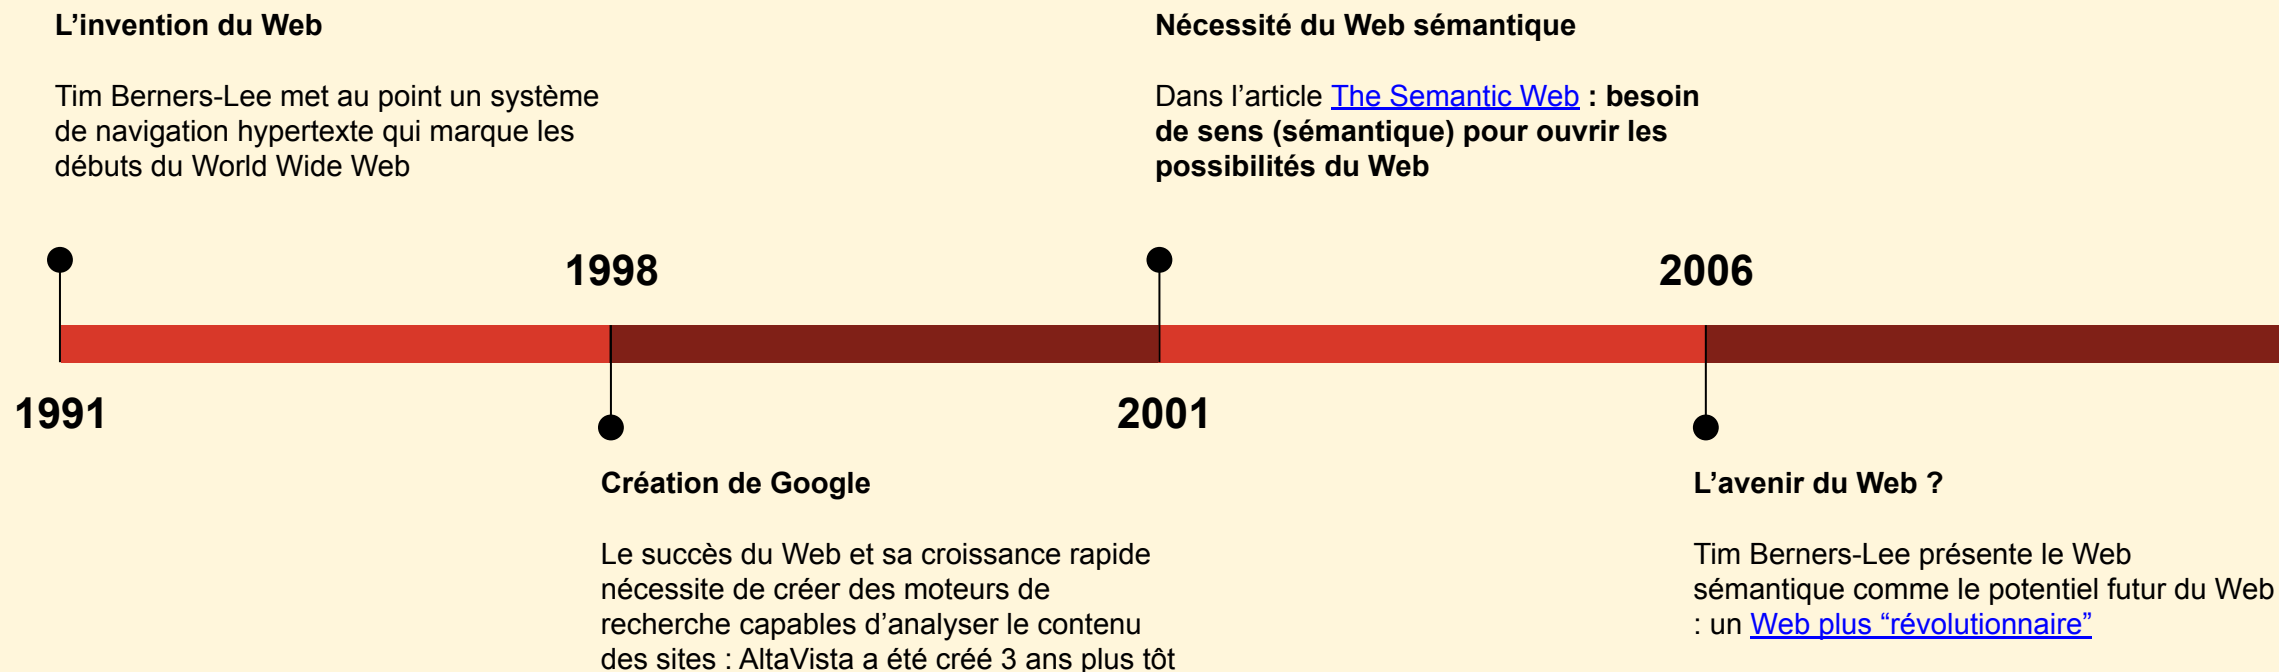 L’invention du Web
Tim Berners-Lee met au point un système
de navigation hypertexte qui marque les
débuts du World Wide Web
1991
1998
Création de Google
Le succès du Web et sa croissance rapide
nécessite de créer des moteurs de
recherche capables d’analyser le contenu
des sites : AltaVista a été créé 3 ans plus tôt
Nécessité du Web sémantique
Dans l’article The Semantic Web : besoin
de sens (sémantique) pour ouvrir les
possibilités du Web
2001
2006
L’avenir du Web ?
Tim Berners-Lee présente le Web
sémantique comme le potentiel futur du Web
: un Web plus “révolutionnaire”